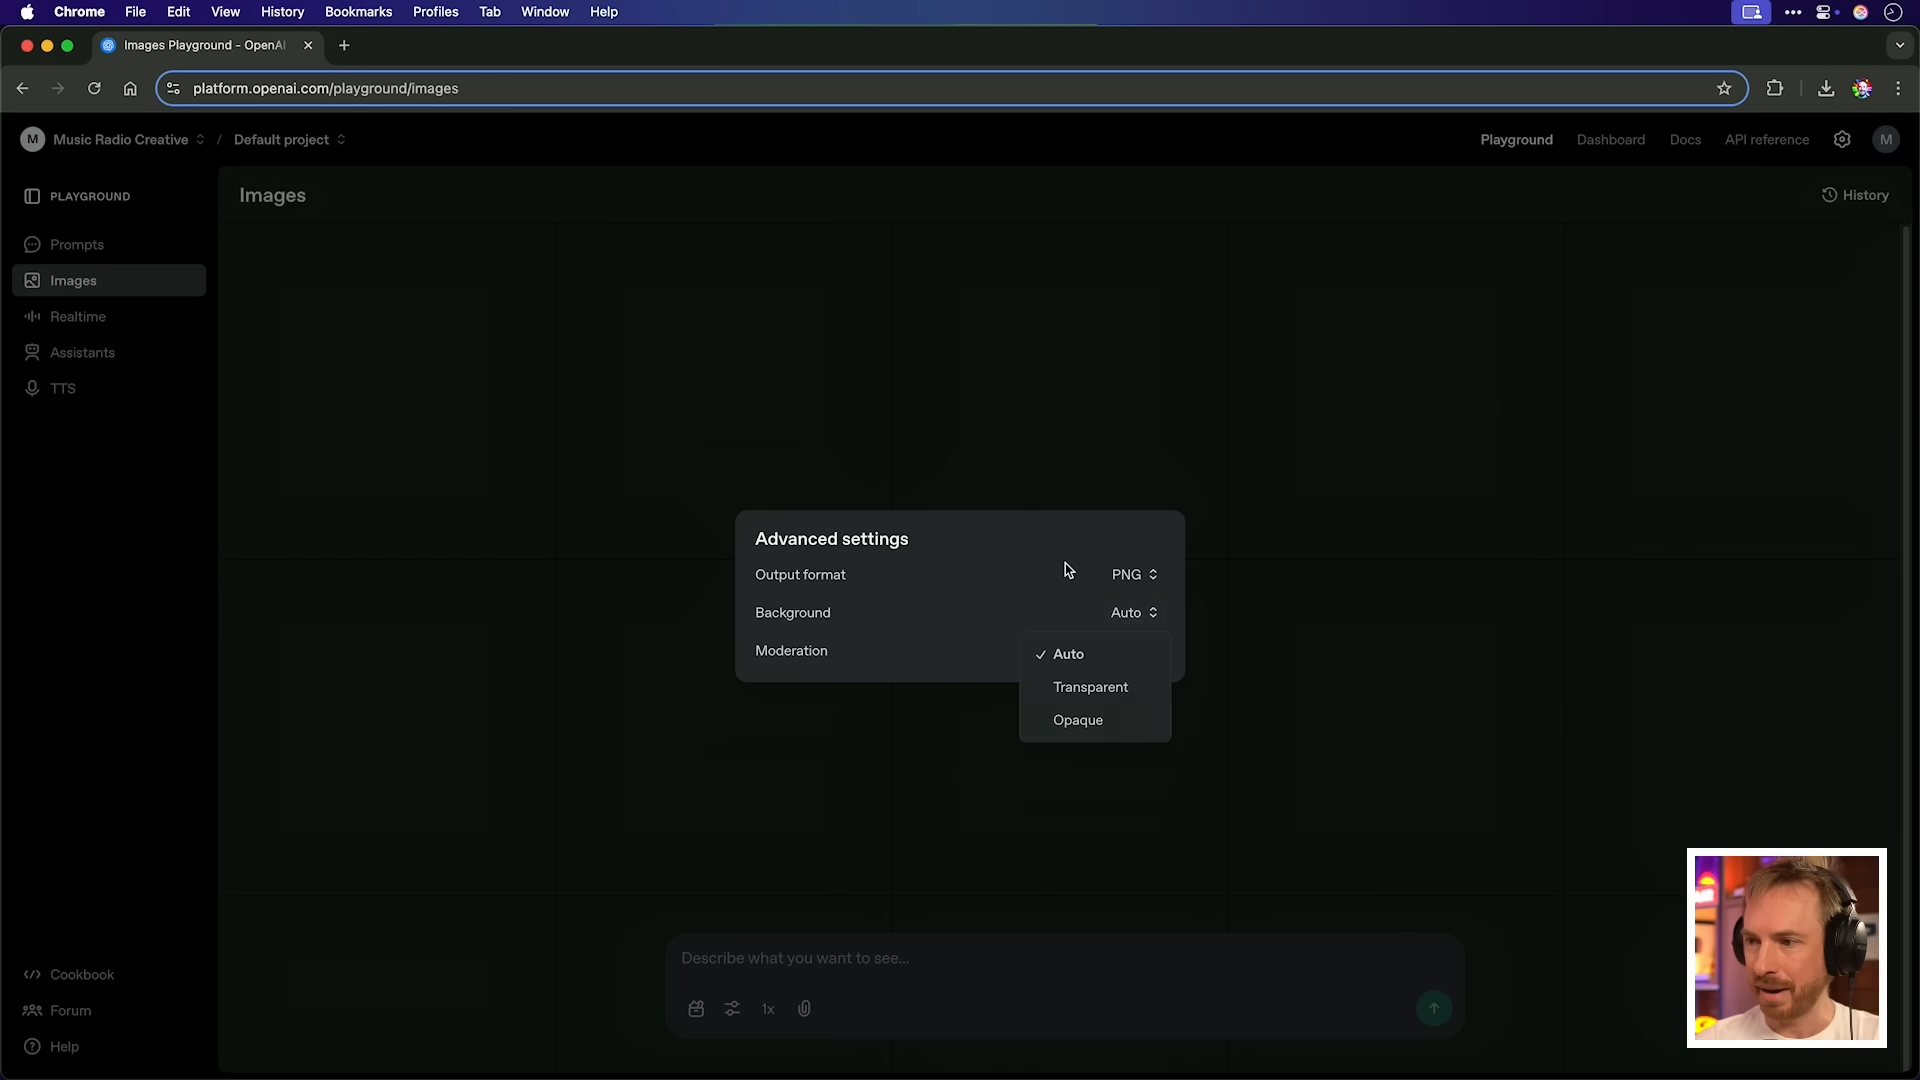 Chrome File Edit View History Bookmarks Profiles Tab Window Help
Images Playground - OpenAI
platform.openai.com/playground/images
M Music Radio Creative / Default project Playground Dashboard Docs API reference M
PLAYGROUND
Images
History
Prompts
Images
Realtime
Assistants
TTS
Advanced settings
Output format PNG
Background Auto
Moderation
Auto
Transparent
Opaque
Describe what you want to see...
1x
Cookbook
Forum
Help